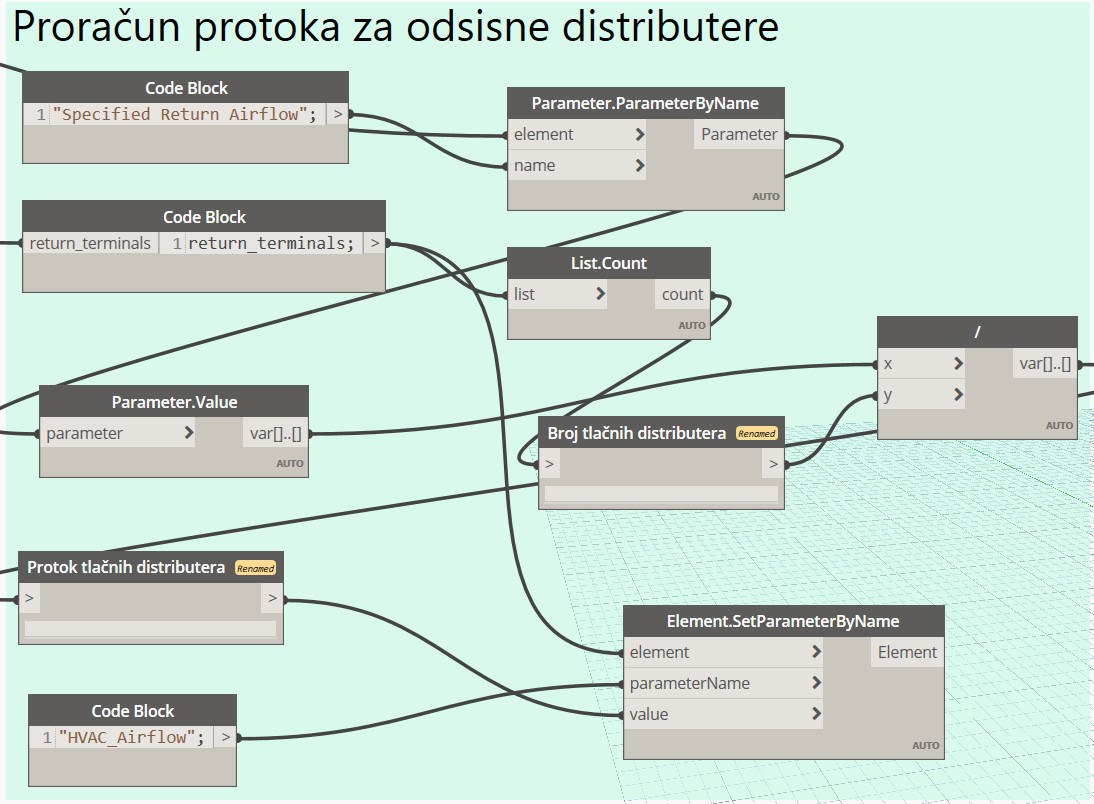 Proračun protoka za odsisne distributere
Code Block
1 "Specified Return Airflow"; >
Parameter.ParameterByName
element > Parameter
name >
AUTO
Code Block
return_terminals 1 return_terminals; >
List.Count
list > count
AUTO
/
x > var[]..[]
y >
AUTO
Parameter.Value
parameter > var[]..[]
AUTO
Broj tlačnih distributera Renamed
> >
Protok tlačnih distributera Renamed
> >
Element.SetParameterByName
element > Element
parameterName >
value >
AUTO
Code Block
1 "HVAC_Airflow"; >